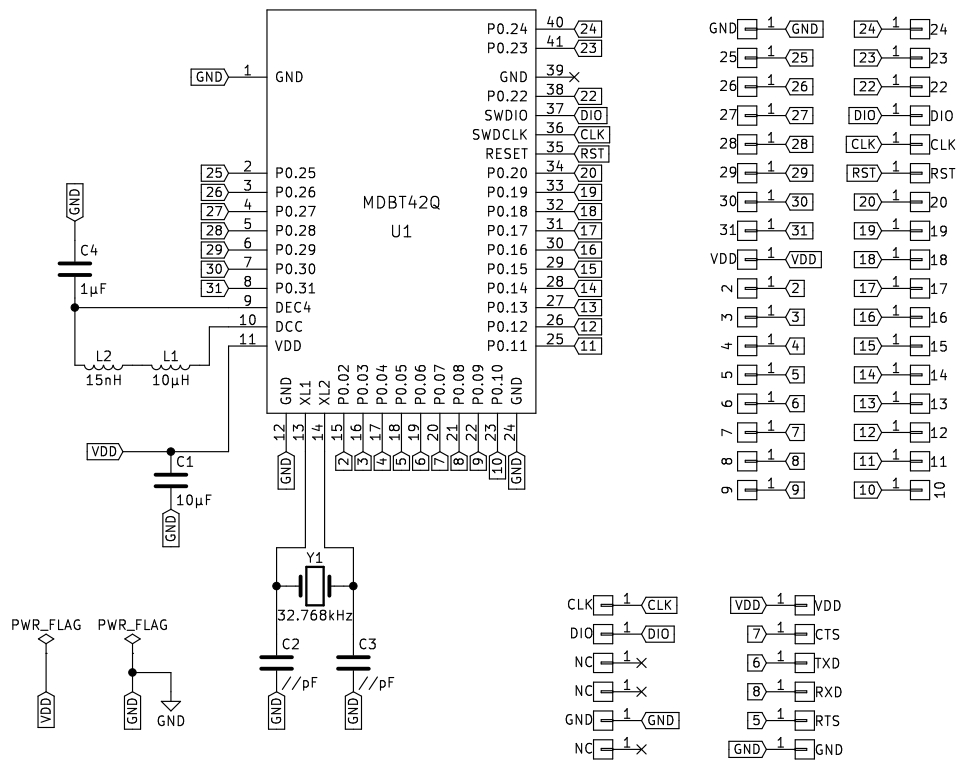 MDBT42Q
U1
GND 1 GND
25 2 P0.25
26 3 P0.26
27 4 P0.27
28 5 P0.28
29 6 P0.29
30 7 P0.30
31 8 P0.31
9 DEC4
10 DCC
11 VDD
P0.24 40 24
P0.23 41 23
GND 39
P0.22 38 22
SWDIO 37 DIO
SWDCLK 36 CLK
RESET 35 RST
P0.20 34 20
P0.19 33 19
P0.18 32 18
P0.17 31 17
P0.16 30 16
P0.15 29 15
P0.14 28 14
P0.13 27 13
P0.12 26 12
P0.11 25 11
GND 12 GND
XL1 13
XL2 14
P0.02 15 2
P0.03 16 3
P0.04 17 4
P0.05 18 5
P0.06 19 6
P0.07 20 7
P0.08 21 8
P0.09 22 9
P0.10 23 10
GND 24 GND
GND
C4
1µF
L2
15nH
L1
10µH
VDD
C1
10µF
GND
Y1
32.768kHz
C2
//pF
GND
C3
//pF
GND
PWR_FLAG
VDD
PWR_FLAG
GND
GND
GND 1 GND
25 1 25
26 1 26
27 1 27
28 1 28
29 1 29
30 1 30
31 1 31
VDD 1 VDD
2 1 2
3 1 3
4 1 4
5 1 5
6 1 6
7 1 7
8 1 8
9 1 9
24 1 24
23 1 23
22 1 22
DIO 1 DIO
CLK 1 CLK
RST 1 RST
20 1 20
19 1 19
18 1 18
17 1 17
16 1 16
15 1 15
14 1 14
13 1 13
12 1 12
11 1 11
10 1 10
CLK 1 CLK
DIO 1 DIO
NC 1
NC 1
GND 1 GND
NC 1
VDD 1 VDD
7 1 CTS
6 1 TXD
8 1 RXD
5 1 RTS
GND 1 GND